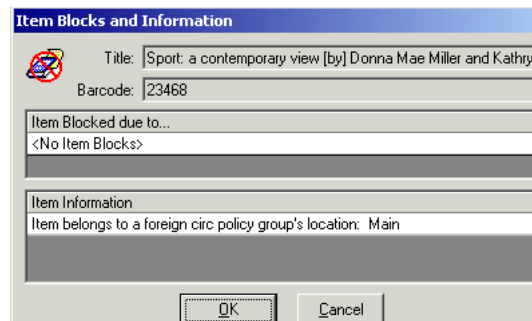 Item Blocks and Information
Title: Sport: a contemporary view [by] Donna Mae Miller and Kathry
Barcode: 23468
Item Blocked due to...
<No Item Blocks>
Item Information
Item belongs to a foreign circ policy group's location: Main
OK Cancel